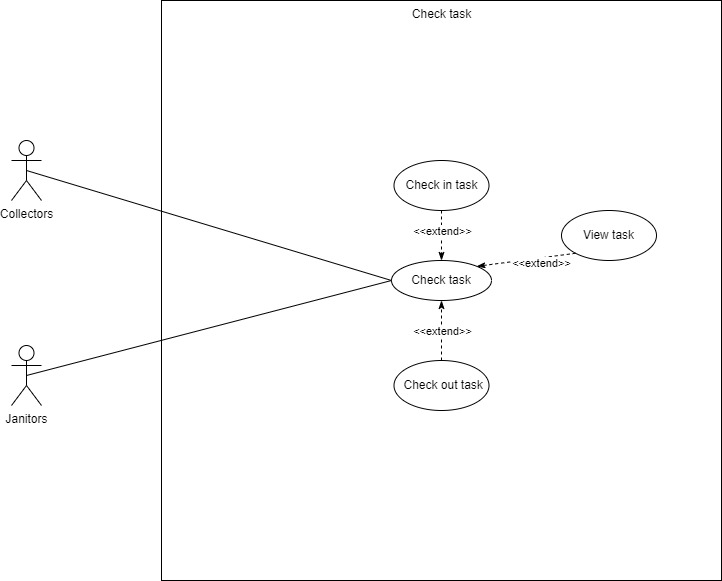 Check task
Check in task
Collectors
<<extend>>
View task
<<extend>>
Check task
<<extend>>
Check out task
Janitors